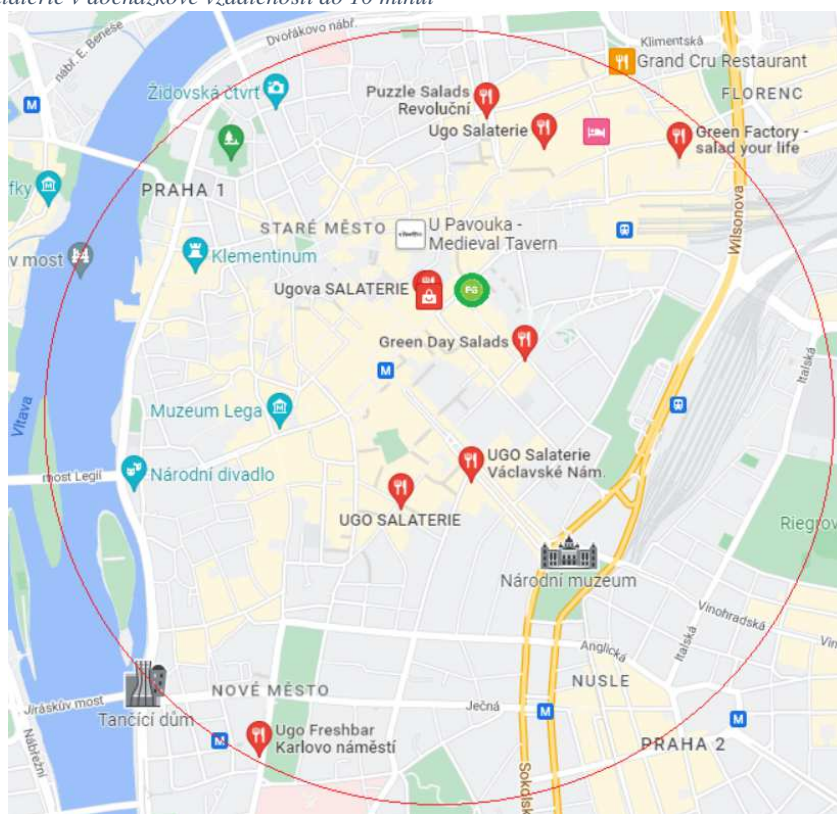 v docházkové vzdálenosti do 10 minut
Dvořákovo nábř.
nábř. E. Beneše
Klimentská
Grand Cru Restaurant
M
Židovská čtvrť
Puzzle Salads
Revoluční
FLORENC
Ugo Salaterie
Green Factory -
salad your life
PRAHA 1
STARÉ MĚSTO
U Pavouka -
Medieval Tavern
Wilsonova
v most
Klementinum
Ugova SALATERIE
FG
Green Day Salads
Italská
M
Vltava
Muzeum Lega
most Legií
Národní divadlo
UGO Salaterie
Václavské Nám.
UGO SALATERIE
Riegrov
Národní muzeum
Vinohradská
Vin
Anglická
Italská
NUSLE
NOVÉ MĚSTO
Jiráskův most
Tančící dům
Ječná
M
M
M
Ugo Freshbar
Karlovo náměstí
PRAHA 2
Nábřežní
Sokolsk